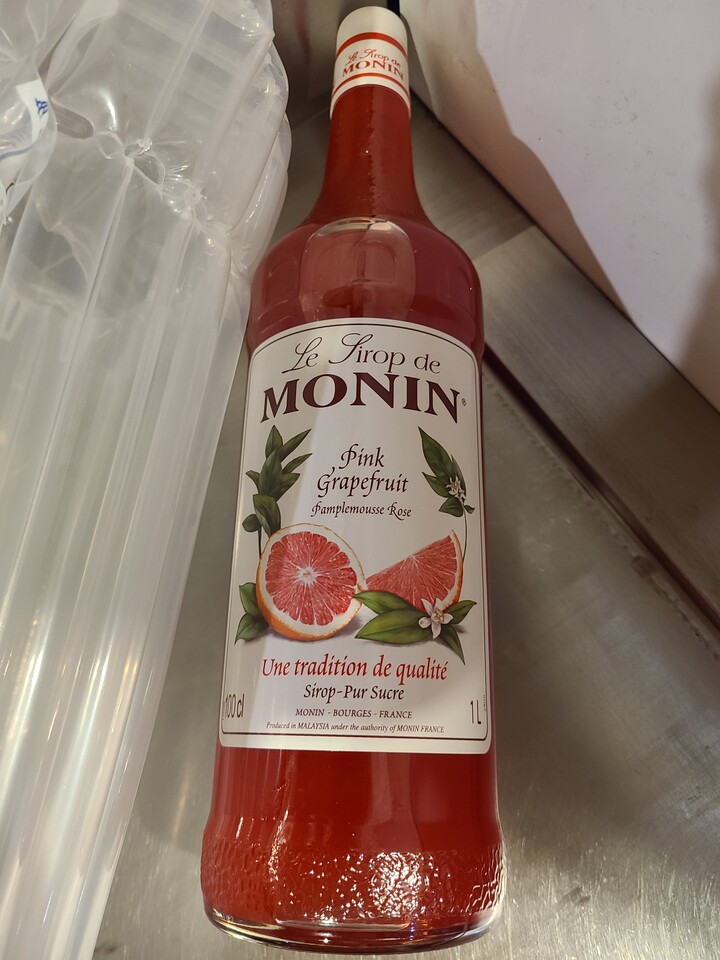 Le Sirop de
MONIN
Le Sirop de
MONIN®
Pink
Grapefruit
Pamplemousse Rose
Une tradition de qualité
Sirop-Pur Sucre
100 cl
MONIN - BOURGES - FRANCE
1 L
Produced in MALAYSIA under the authority of MONIN FRANCE